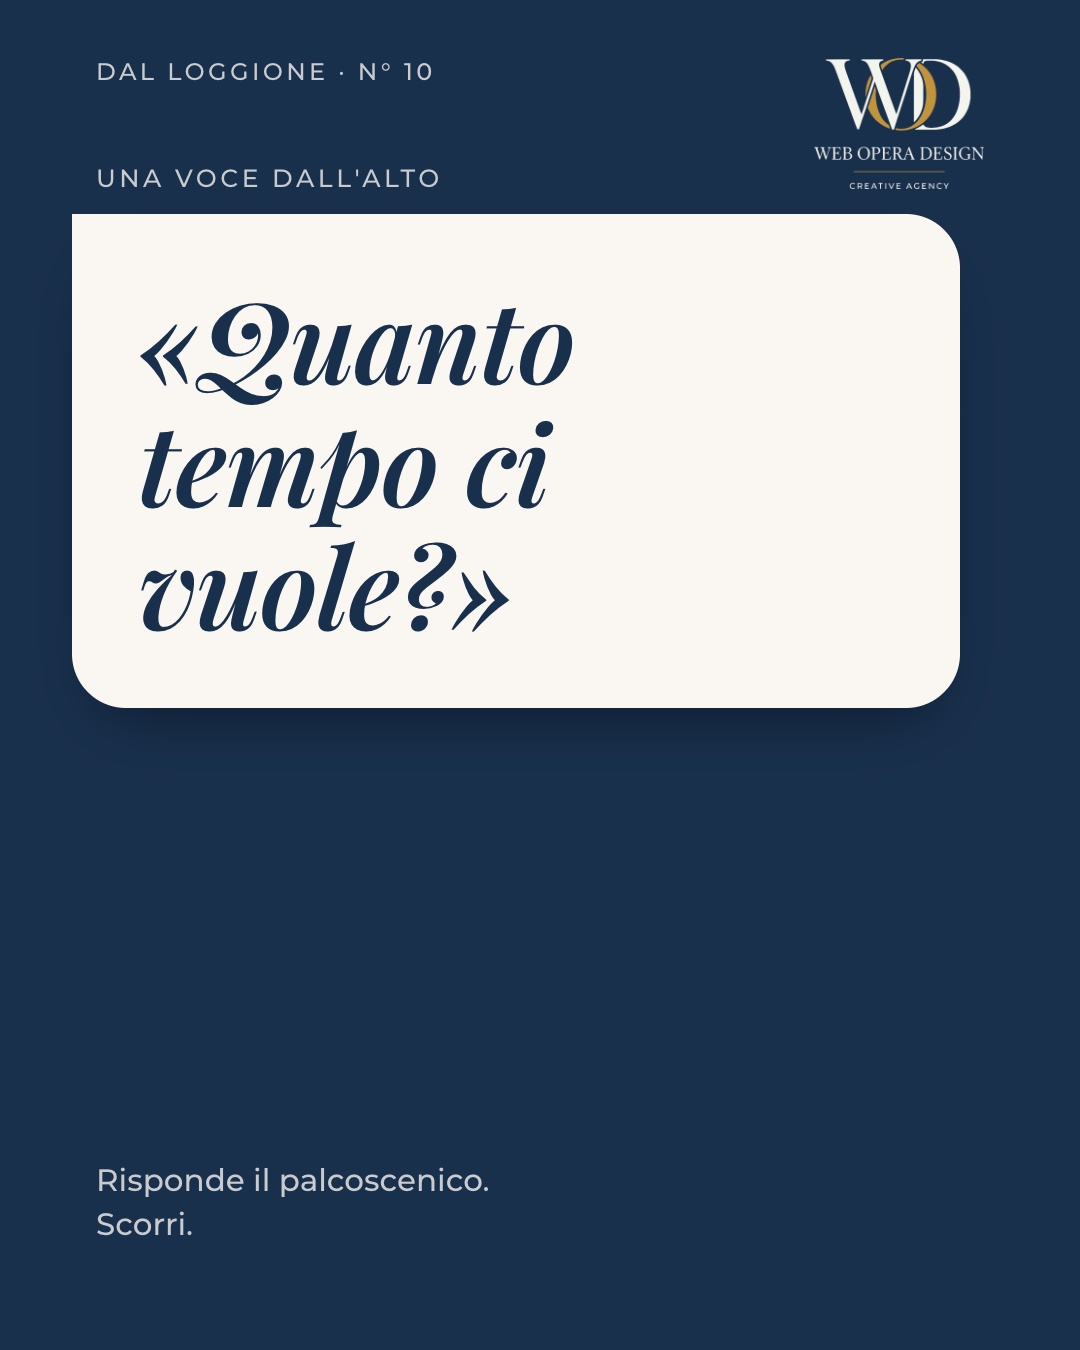 DAL LOGGIONE · N° 10
WOD
WEB OPERA DESIGN
CREATIVE AGENCY
UNA VOCE DALL'ALTO
«Quanto
tempo ci
vuole?»
Risponde il palcoscenico.
Scorri.